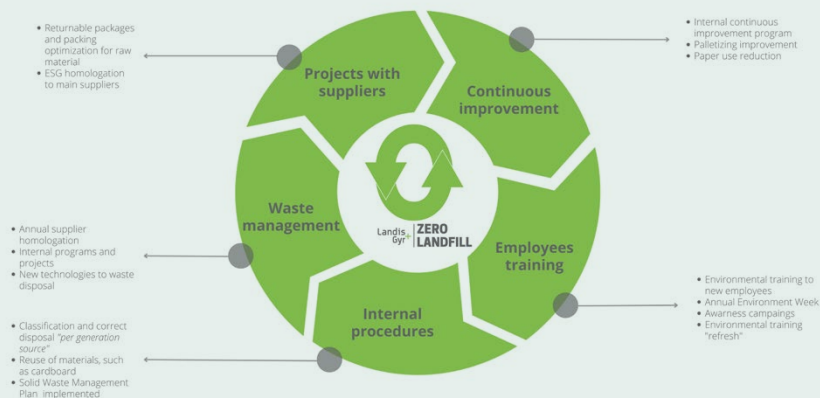 • Returnable packages
and packing
optimization for raw
material
• ESG homologation
to main suppliers
Projects with
suppliers
Continuous
improvement
• Internal continuous
improvement program
• Palletizing improvement
• Paper use reduction
Waste
management
Landis
Gyr+
ZERO
LANDFILL
Employees
training
• Annual supplier
homologation
• Internal programs and
projects
• New technologies to waste
disposal
• Environmental training to
new employees
• Annual Environment Week
• Awarness campaings
• Environmental training
"refresh"
Internal
procedures
• Classification and correct
disposal "per generation
source"
• Reuse of materials, such
as cardboard
• Solid Waste Management
Plan implemented